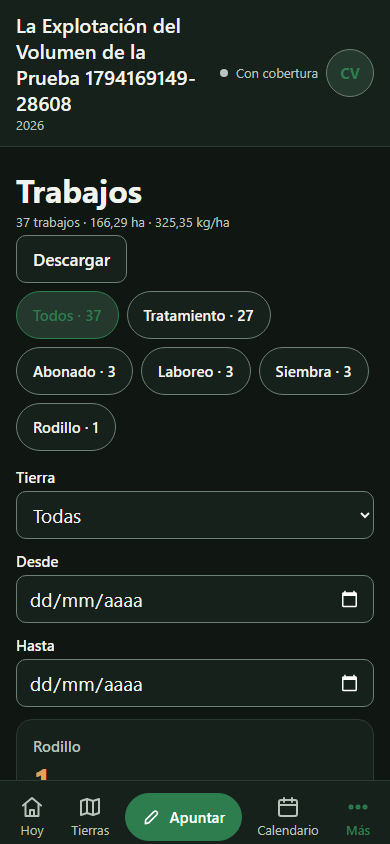 La Explotación del
Volumen de la
Prueba 1794169149-
28608
2026
Con cobertura
CV
Trabajos
37 trabajos · 166,29 ha · 325,35 kg/ha
Descargar
Todos · 37
Tratamiento · 27
Abonado · 3
Laboreo · 3
Siembra · 3
Rodillo · 1
Tierra
Todas
Desde
dd/mm/aaaa
Hasta
dd/mm/aaaa
Rodillo
1
Hoy
Tierras
Apuntar
Calendario
Más